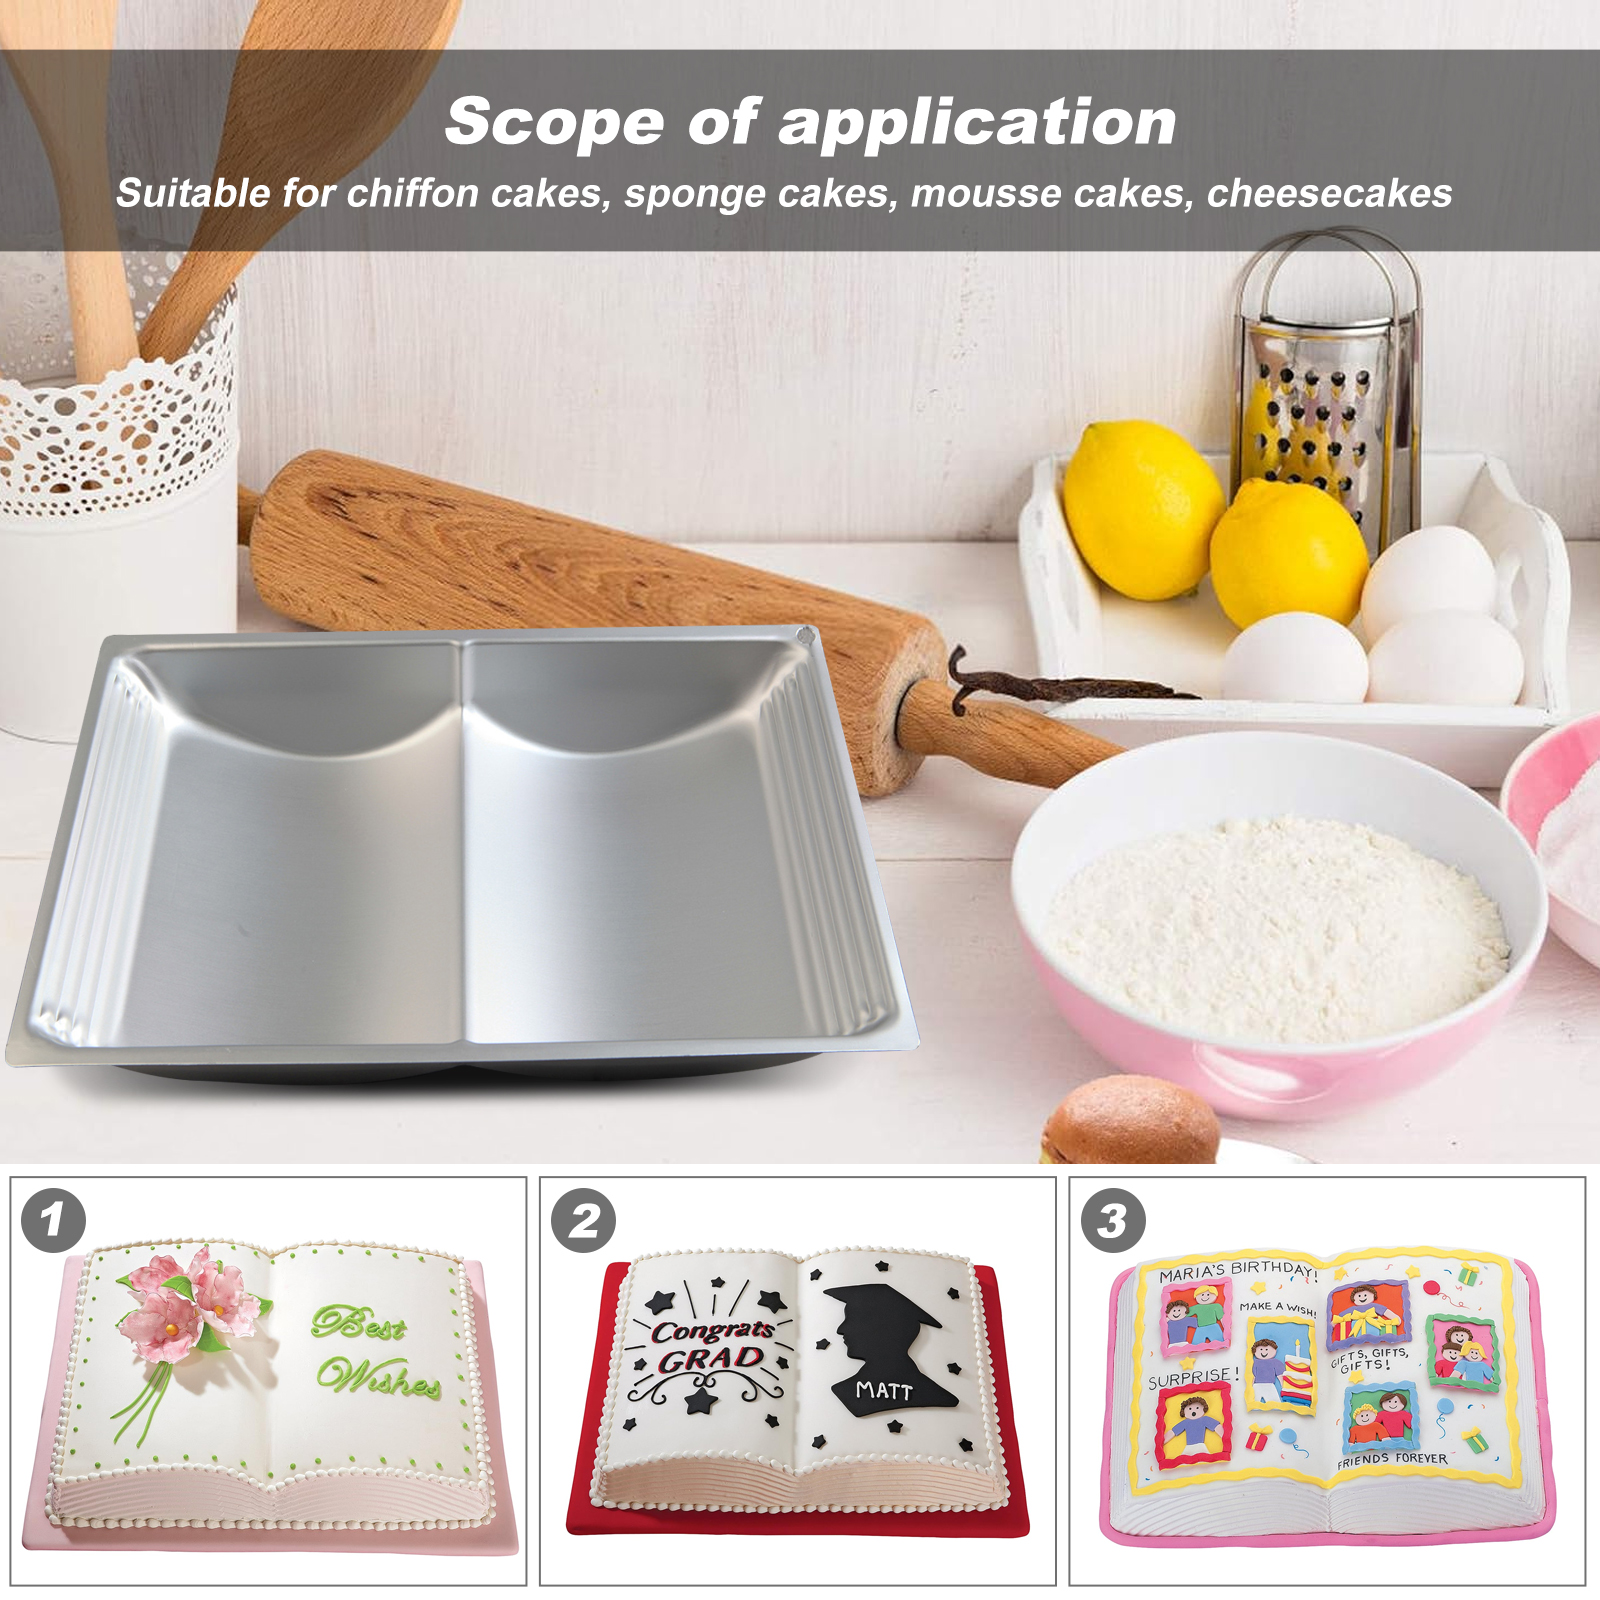 Scope of application
Suitable for chiffon cakes, sponge cakes, mousse cakes, cheesecakes
1
Best
Wishes
2
Congrats
GRAD
MATT
3
MARIA'S BIRTHDAY!
MAKE A WISH!
GIFTS, GIFTS,
GIFTS!
SURPRISE!
FRIENDS FOREVER